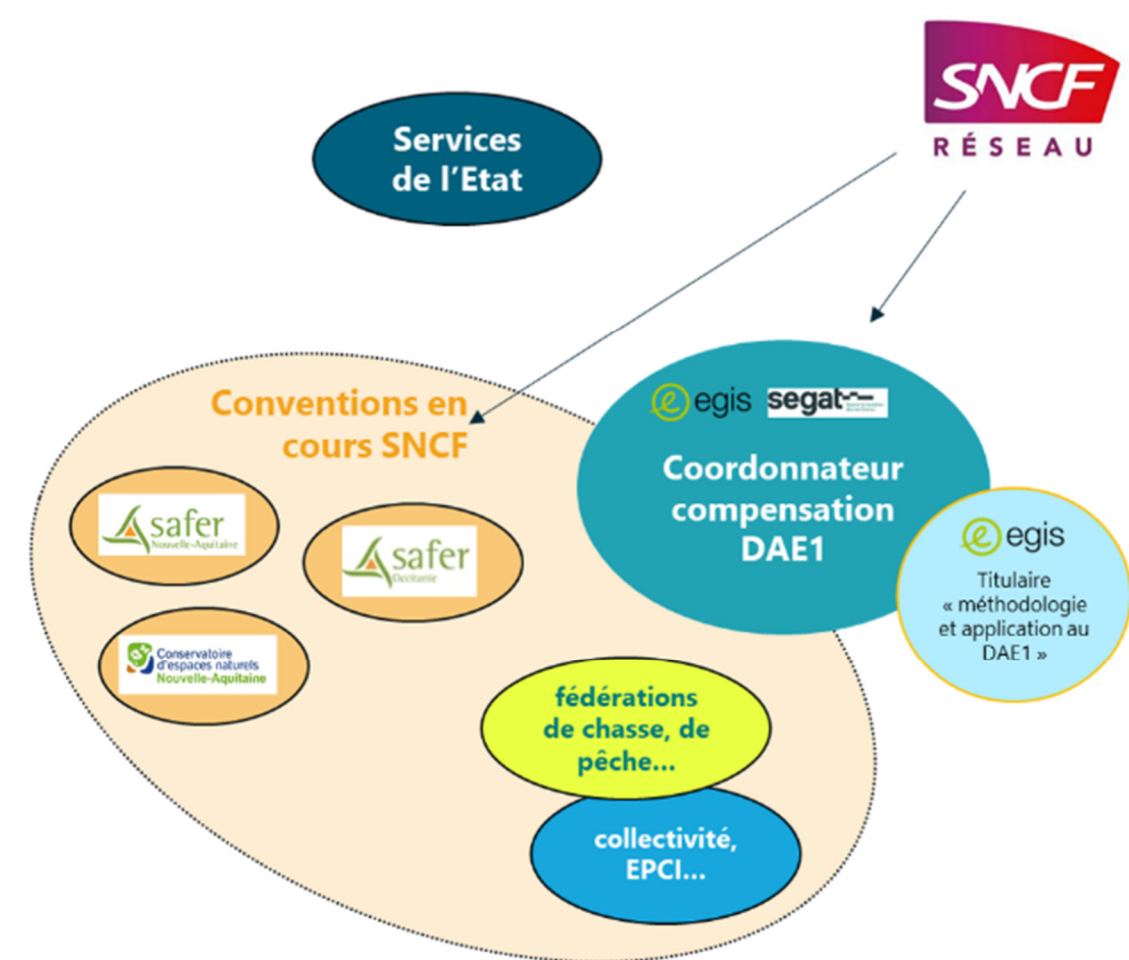 SNCF
RÉSEAU
Services
de l'Etat
Conventions en
cours SNCF
egis segat
Coordonnateur
compensation
DAE1
egis
Titulaire
« méthodologie
et application au
DAE1 »
safer
Nouvelle-Aquitaine
safer
Occitanie
Conservatoire
d'espaces naturels
Nouvelle-Aquitaine
fédérations
de chasse, de
pêche...
collectivité,
EPCI...